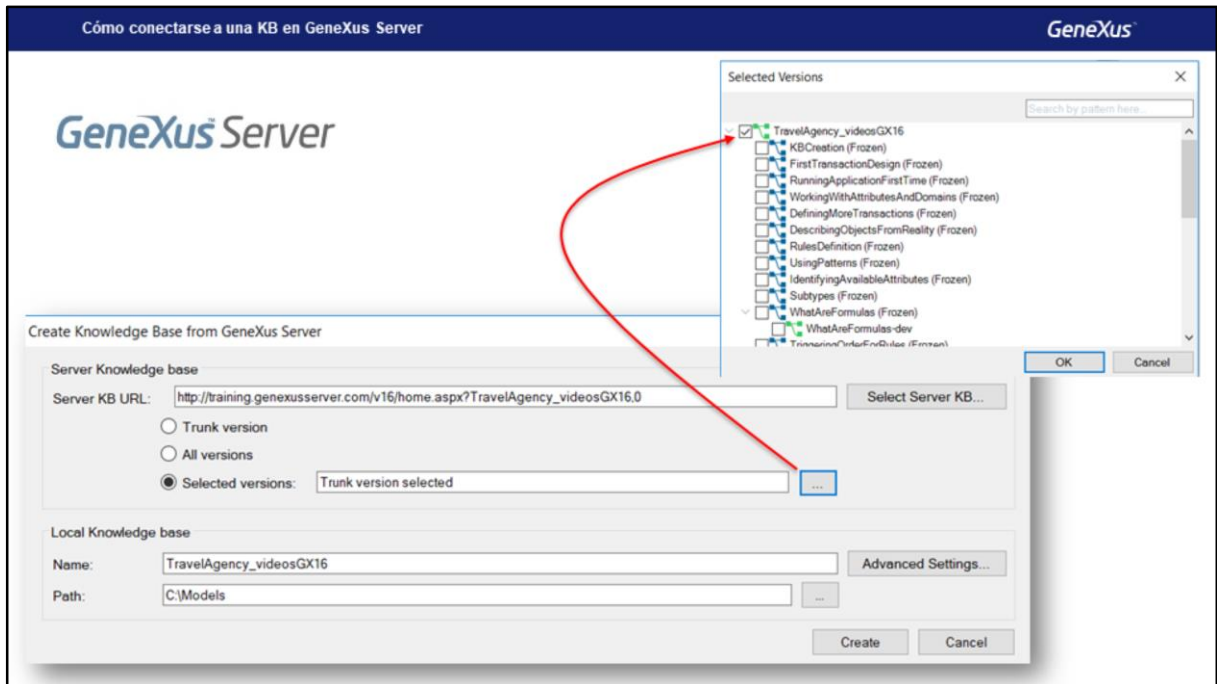 Cómo conectarse a una KB en GeneXus Server
GeneXus™
GeneXus™ Server
Selected Versions
Search by pattern here...
TravelAgency_videosGX16
KBCreation (Frozen)
FirstTransactionDesign (Frozen)
RunningApplicationFirstTime (Frozen)
WorkingWithAttributesAndDomains (Frozen)
DefiningMoreTransactions (Frozen)
DescribingObjectsFromReality (Frozen)
RulesDefinition (Frozen)
UsingPatterns (Frozen)
IdentifyingAvailableAttributes (Frozen)
Subtypes (Frozen)
WhatAreFormulas (Frozen)
WhatAreFormulas-dev
TriggeringOrderForRules (Frozen)
OK Cancel
Create Knowledge Base from GeneXus Server
Server Knowledge base
Server KB URL: http://training.genexusserver.com/v16/home.aspx?TravelAgency_videosGX16,0 Select Server KB...
Trunk version
All versions
Selected versions: Trunk version selected ...
Local Knowledge base
Name: TravelAgency_videosGX16 Advanced Settings...
Path: C:\Models ...
Create Cancel